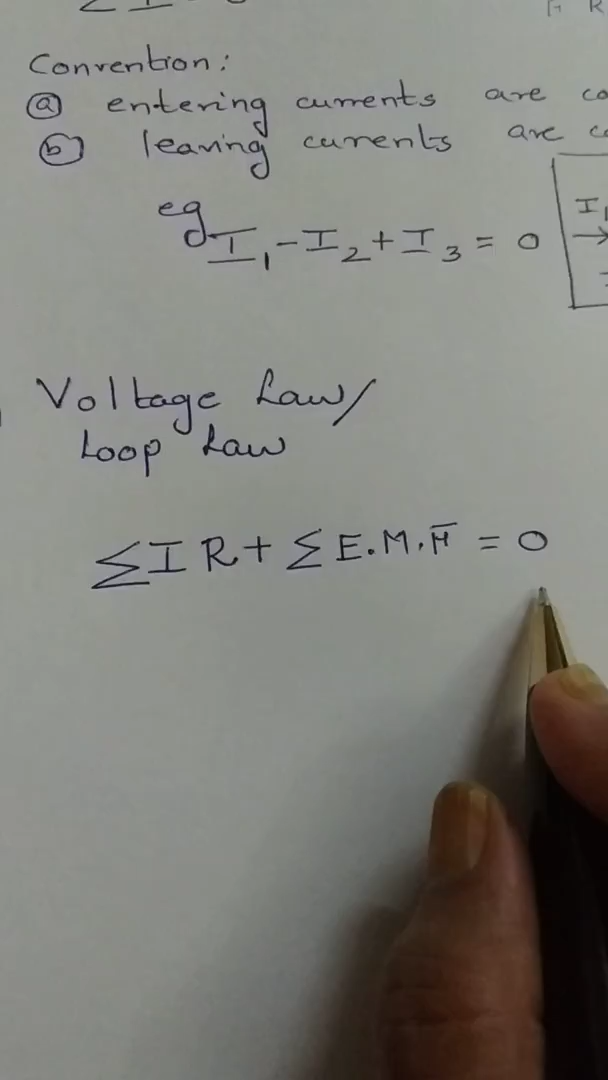 Convention:
(a) entering currents are
(b) leaving currents are
eg I₁-I₂+I₃ = 0
I₁
Voltage Law/
Loop Law
ΣIR+ ΣE.M.F = 0